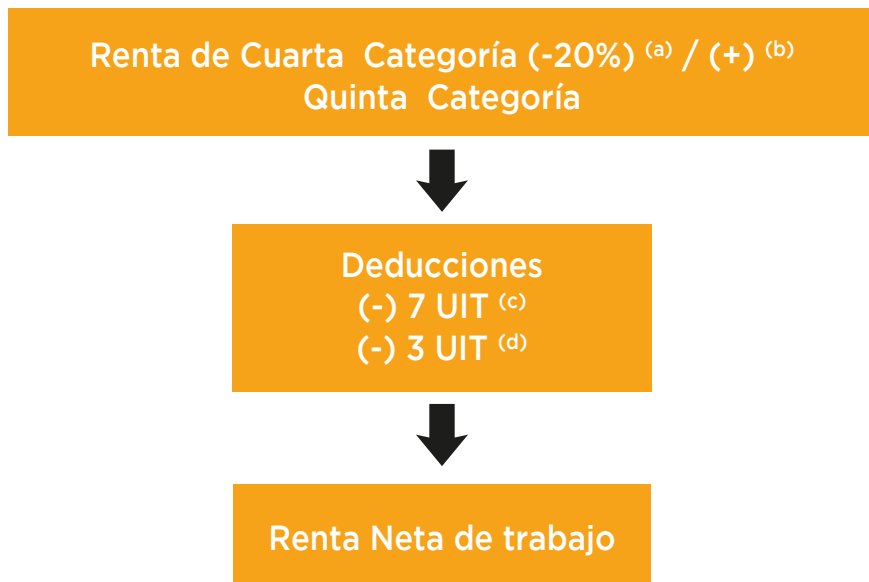 Renta de Cuarta Categoría (-20%) (a) / (+) (b)
Quinta Categoría
Deducciones
(-) 7 UIT (c)
(-) 3 UIT (d)
Renta Neta de trabajo